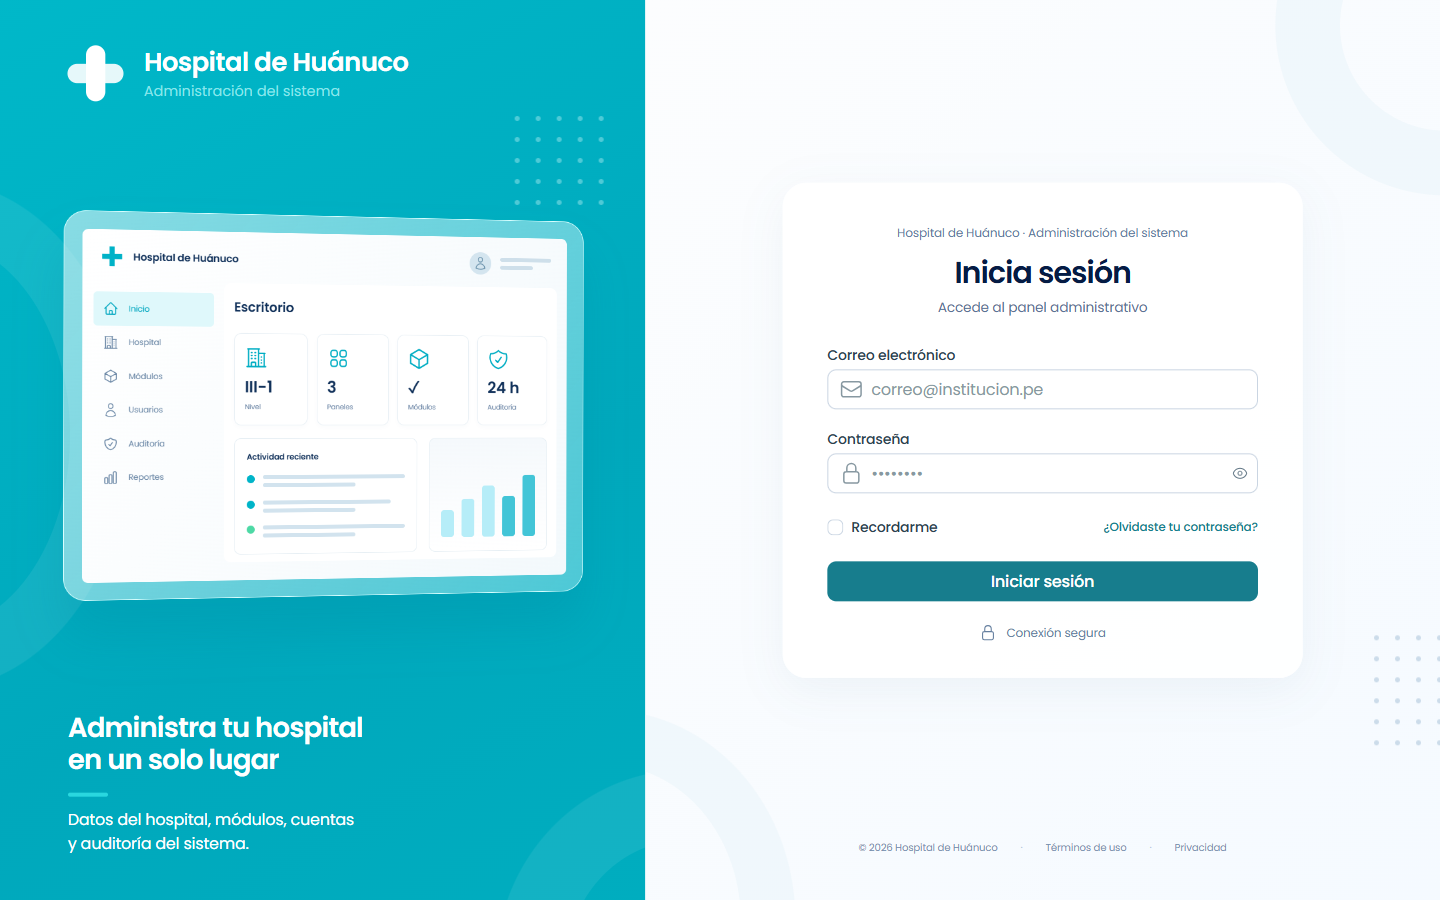 Hospital de Huánuco
Administración del sistema
Hospital de Huánuco
Inicio
Hospital
Módulos
Usuarios
Auditoría
Reportes
Escritorio
III-1
Nivel
3
Paneles
✓
Módulos
24 h
Auditoría
Actividad reciente
Administra tu hospital
en un solo lugar
Datos del hospital, módulos, cuentas
y auditoría del sistema.
Hospital de Huánuco · Administración del sistema
Inicia sesión
Accede al panel administrativo
Correo electrónico
correo@institucion.pe
Contraseña
••••••••
Recordarme
¿Olvidaste tu contraseña?
Iniciar sesión
Conexión segura
© 2026 Hospital de Huánuco · Términos de uso · Privacidad